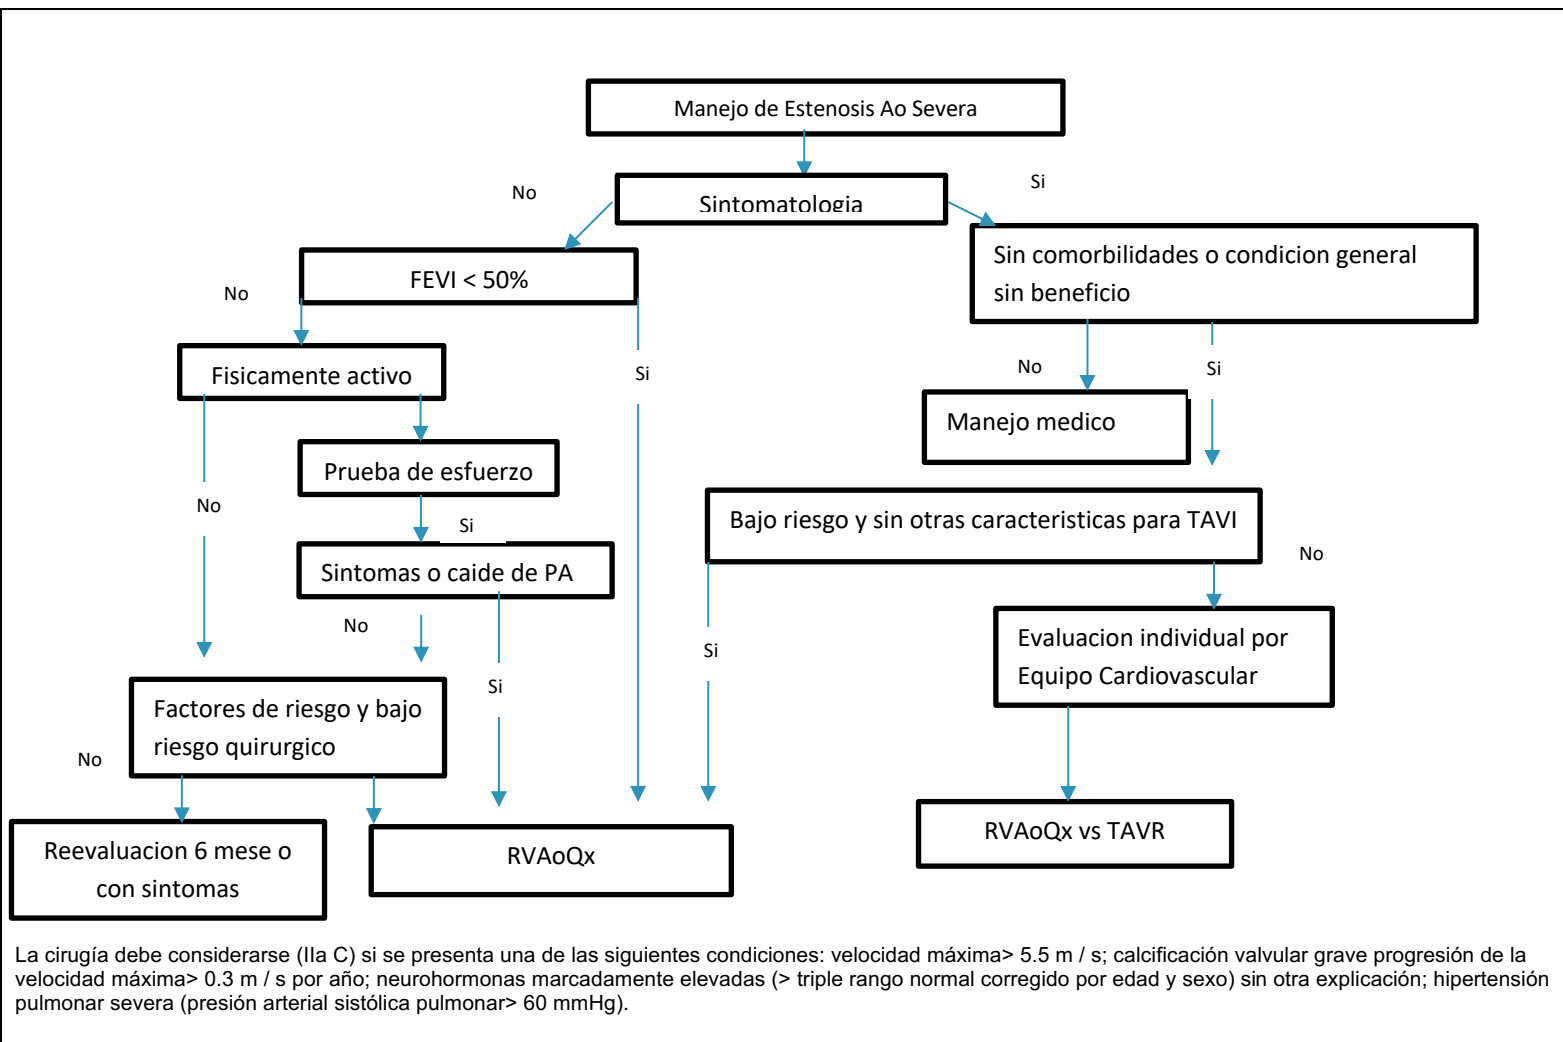 Manejo de Estenosis Ao Severa
No
Si
Sintomatologia
Sin comorbilidades o condicion general
sin beneficio
FEVI < 50%
No
Fisicamente activo
Si
No
Si
Manejo medico
Prueba de esfuerzo
No
Si
Bajo riesgo y sin otras caracteristicas para TAVI
No
Sintomas o caide de PA
No
Si
Evaluacion individual por
Equipo Cardiovascular
Si
Factores de riesgo y bajo
riesgo quirurgico
No
Reevaluacion 6 mese o
con sintomas
RVAoQx
RVAoQx vs TAVR
La cirugía debe considerarse (IIa C) si se presenta una de las siguientes condiciones: velocidad máxima> 5.5 m / s; calcificación valvular grave progresión de la
velocidad máxima> 0.3 m / s por año; neurohormonas marcadamente elevadas (> triple rango normal corregido por edad y sexo) sin otra explicación; hipertensión
pulmonar severa (presión arterial sistólica pulmonar> 60 mmHg).